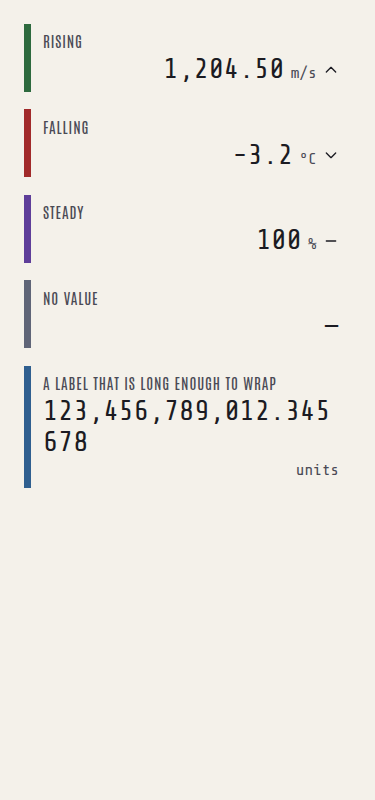 RISING
1,204.50 m/s
FALLING
−3.2 °C
STEADY
100 % —
NO VALUE
—
A LABEL THAT IS LONG ENOUGH TO WRAP
123,456,789,012.345
678
units